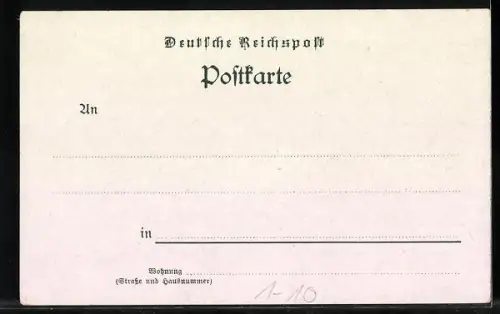 Deutsche Reichspost
Postkarte
An
in
Wohnung
(Straße und Hausnummer)
1-10